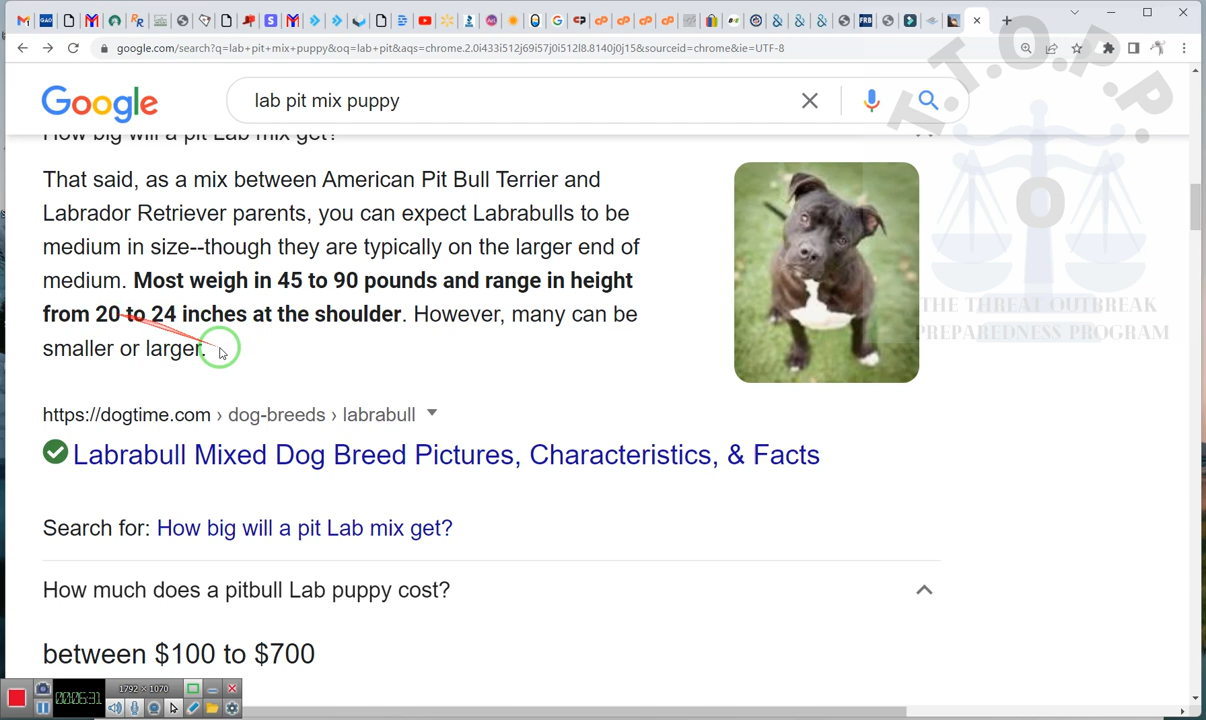 google.com/search?q=lab+pit+mix+puppy&oq=lab+pit&aqs=chrome.2.0i433i512j69i57j0i512l8.8140j0j15&sourceid=chrome&ie=UTF-8
Google
lab pit mix puppy
T.T.O.P.P.
How big will a pit Lab mix get?
That said, as a mix between American Pit Bull Terrier and
Labrador Retriever parents, you can expect Labrabulls to be
medium in size--though they are typically on the larger end of
medium. Most weigh in 45 to 90 pounds and range in height
from 20 to 24 inches at the shoulder. However, many can be
smaller or larger.
THE THREAT OUTBREAK
PREPAREDNESS PROGRAM
https://dogtime.com › dog-breeds › labrabull
Labrabull Mixed Dog Breed Pictures, Characteristics, & Facts
Search for: How big will a pit Lab mix get?
How much does a pitbull Lab puppy cost?
between $100 to $700
1792 × 1070
00:06:31